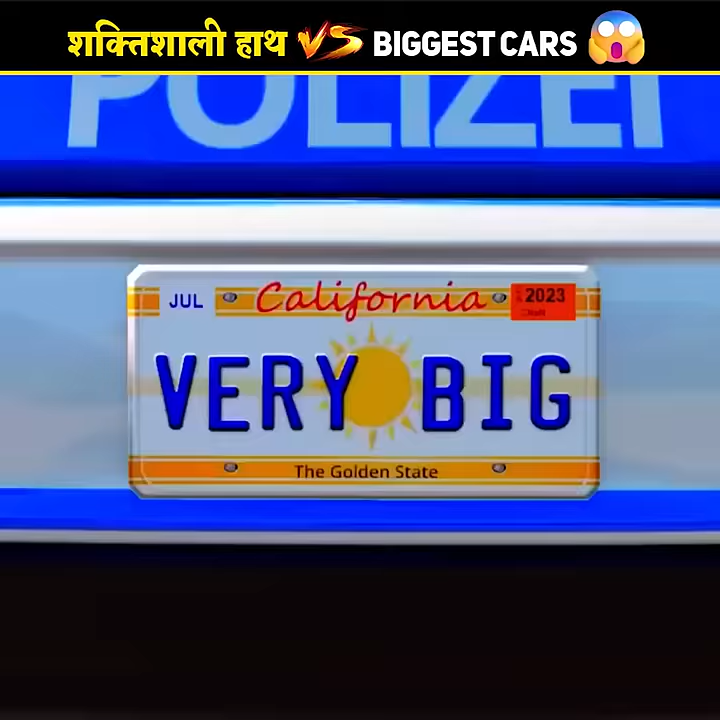 शक्तिशाली हाथ VS BIGGEST CARS 😱
POLIZEI
JUL California 2023
VERY BIG
The Golden State